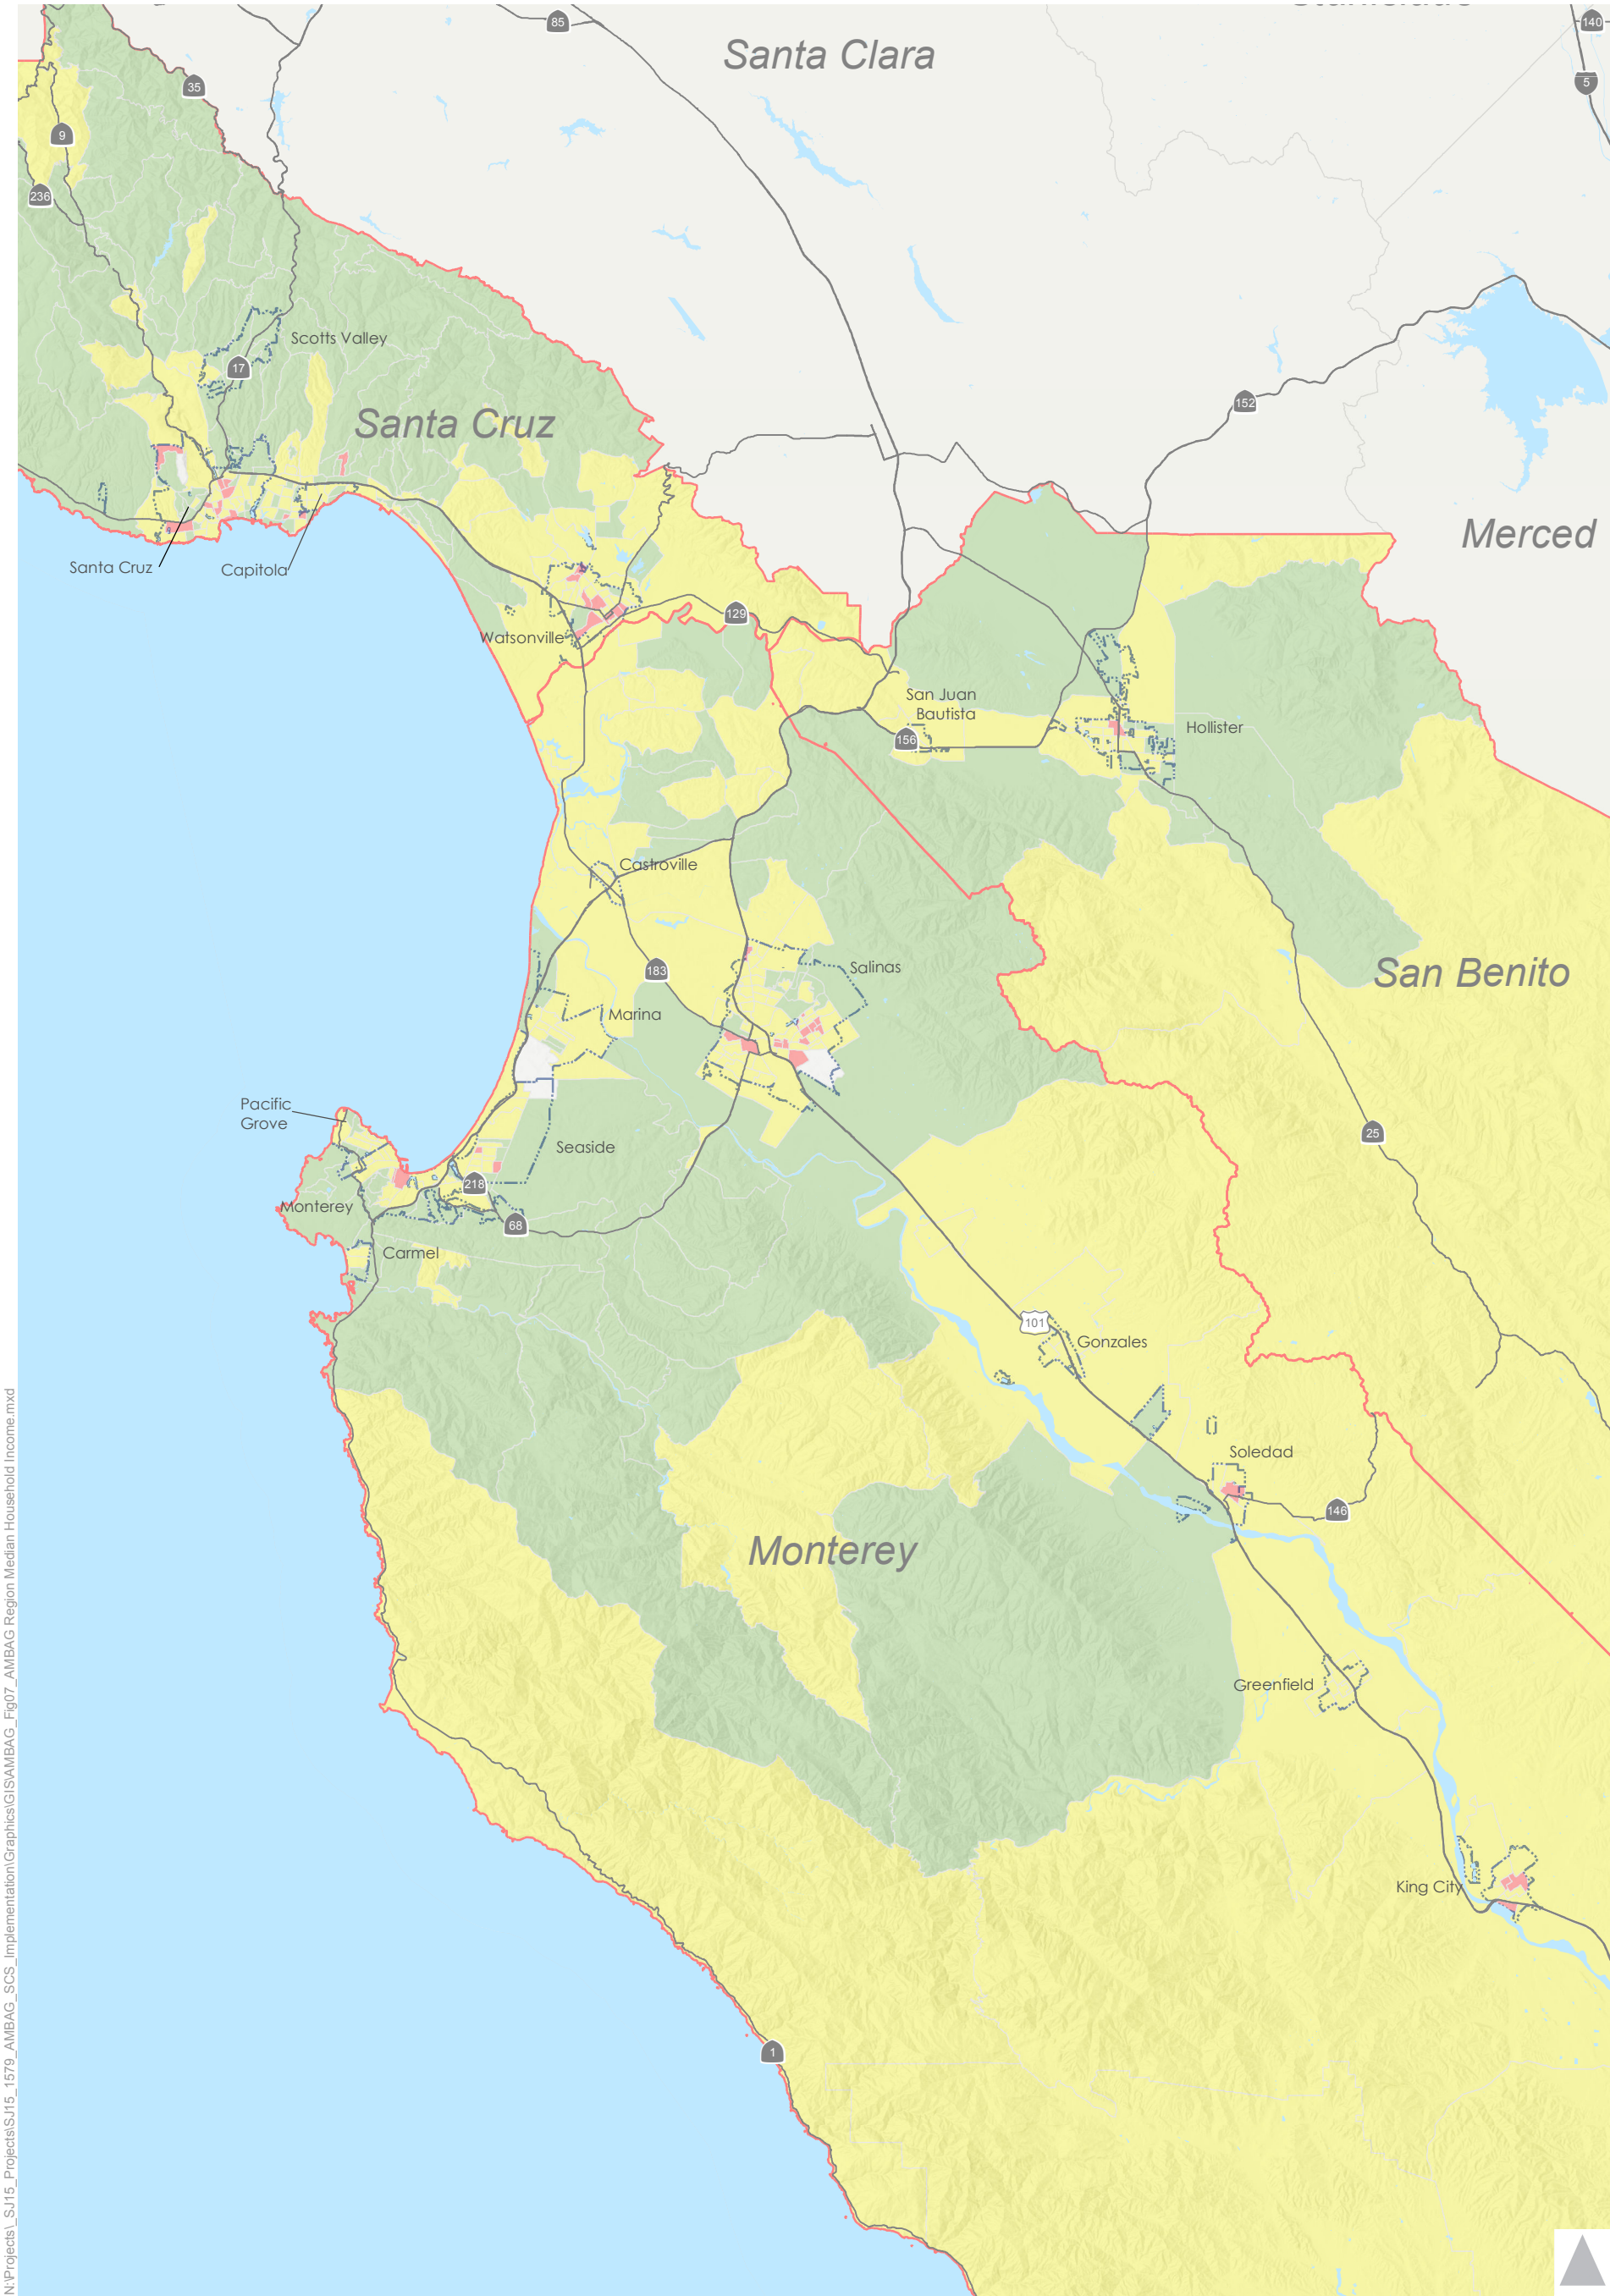 85
140
Santa Clara
5
35
9
236
Scotts Valley
17
152
Santa Cruz
Merced
Santa Cruz
Capitola
129
Watsonville
San Juan
Bautista
156
Hollister
Castroville
183
Salinas
San Benito
Marina
Pacific
Grove
25
Seaside
218
Monterey
68
Carmel
101
Gonzales
Soledad
146
Monterey
Greenfield
King City
1
N:\Projects\_SJ15_Projects\SJ15_1579_AMBAG_SCS_Implementation\Graphics\GIS\AMBAG_Fig07_AMBAG Region Median Household Income.mxd